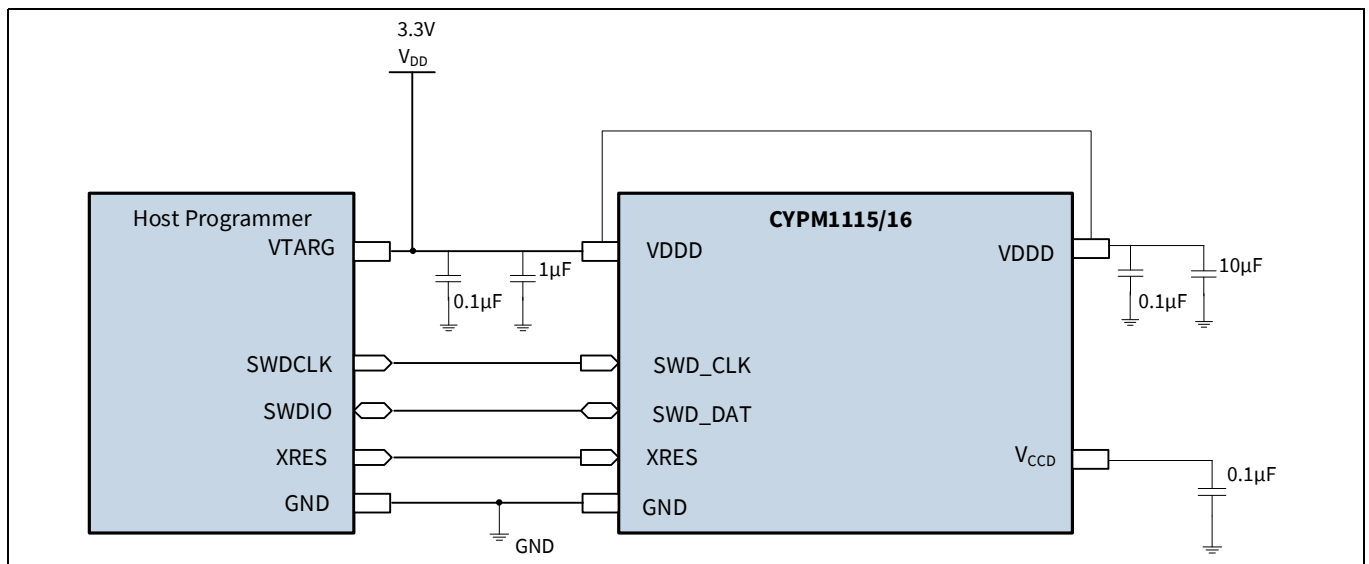 3.3V
VDD
Host Programmer
CYPM1115/16
VTARG
VDDD
VDDD
1µF
0.1µF
10µF
0.1µF
SWDCLK
SWD_CLK
SWDIO
SWD_DAT
XRES
XRES
VCCD
0.1µF
GND
GND
GND